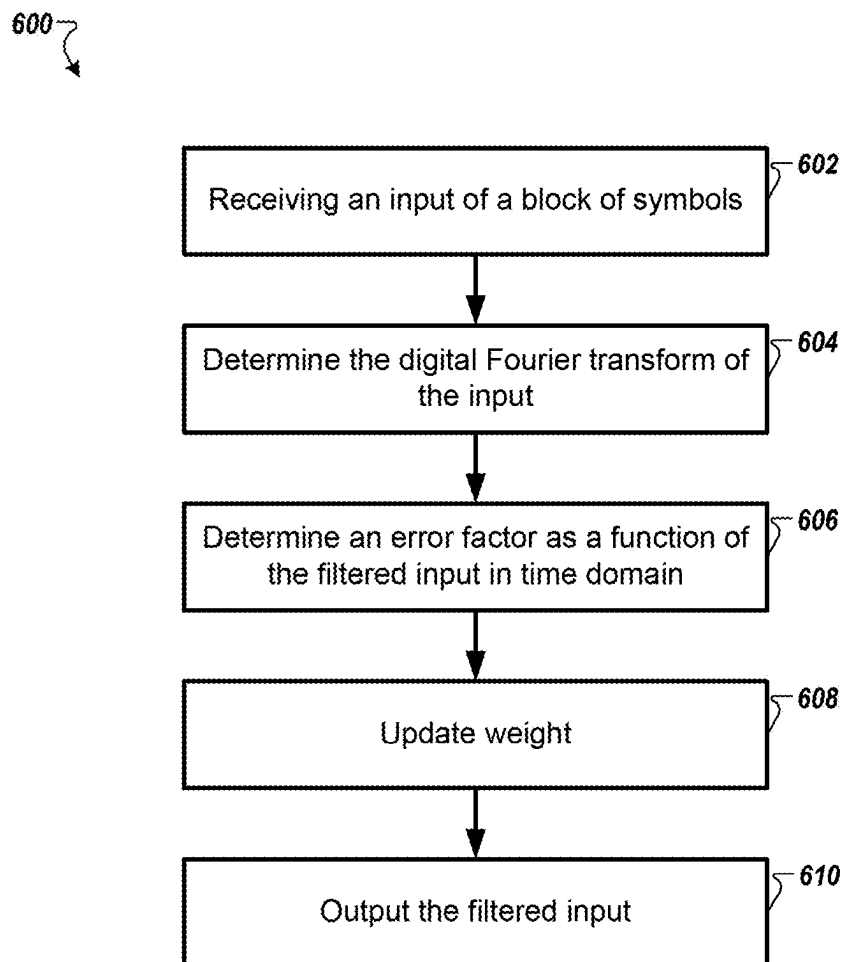 600
602
Receiving an input of a block of symbols
604
Determine the digital Fourier transform of
the input
606
Determine an error factor as a function of
the filtered input in time domain
608
Update weight
610
Output the filtered input